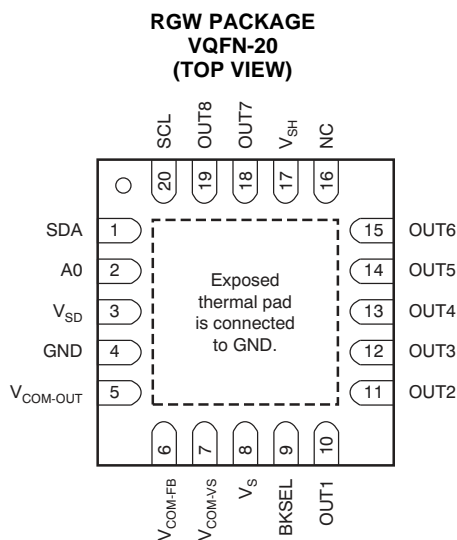 RGW PACKAGE
VQFN-20
(TOP VIEW)
SCL OUT8 OUT7 VSH NC
20 19 18 17 16
SDA 1 15 OUT6
A0 2 14 OUT5
VSD 3 13 OUT4
GND 4 12 OUT3
VCOM-OUT 5 11 OUT2
Exposed
thermal pad
is connected
to GND.
6 7 8 9 10
VCOM-FB VCOM-VS VS BKSEL OUT1